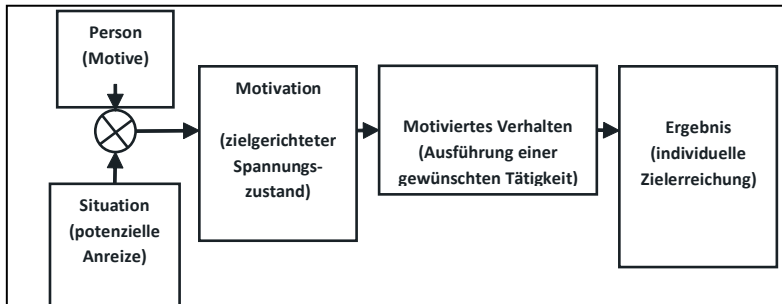 Person
(Motive)
Motivation
(zielgerichteter
Spannungs-
zustand)
Motiviertes Verhalten
(Ausführung einer
gewünschten Tätigkeit)
Ergebnis
(individuelle
Zielerreichung)
Situation
(potenzielle
Anreize)